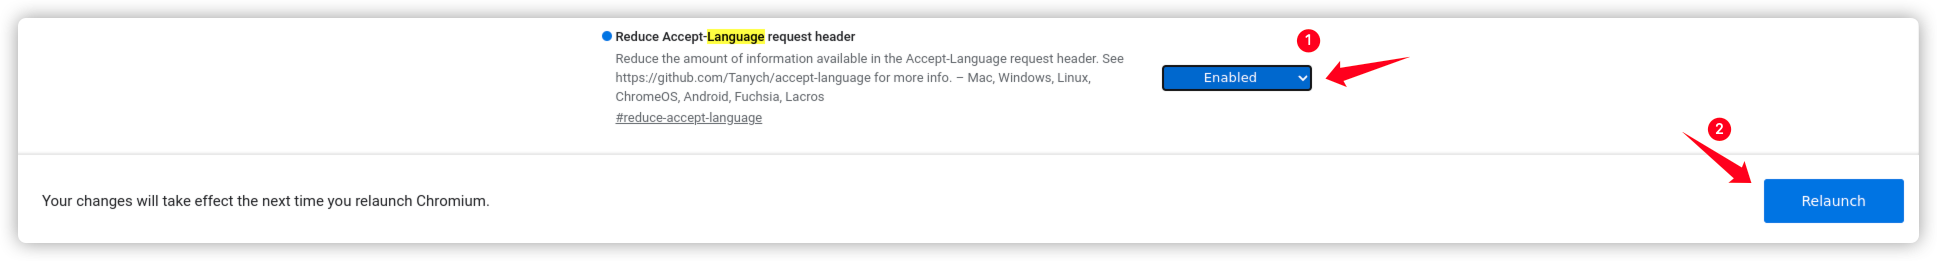 Reduce Accept-Language request header
1
Reduce the amount of information available in the Accept-Language request header. See
https://github.com/Tanych/accept-language for more info. – Mac, Windows, Linux,
Enabled
ChromeOS, Android, Fuchsia, Lacros
#reduce-accept-language
2
Your changes will take effect the next time you relaunch Chromium.
Relaunch